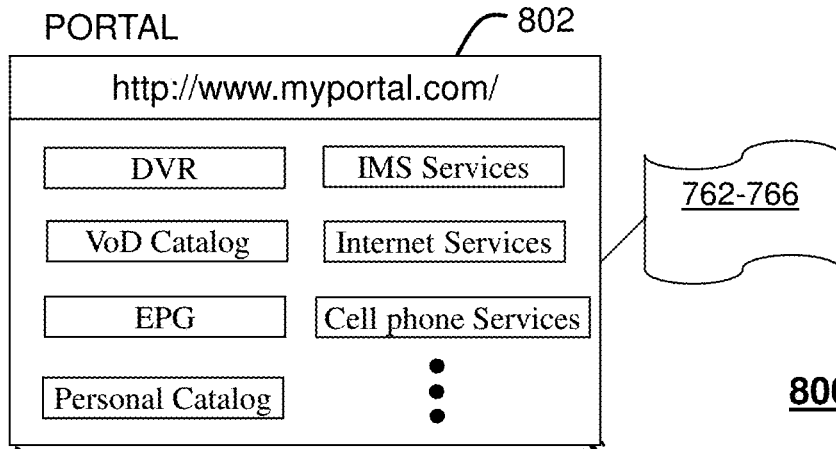 PORTAL
802
http://www.myportal.com/
DVR
IMS Services
762-766
VoD Catalog
Internet Services
EPG
Cell phone Services
Personal Catalog
800